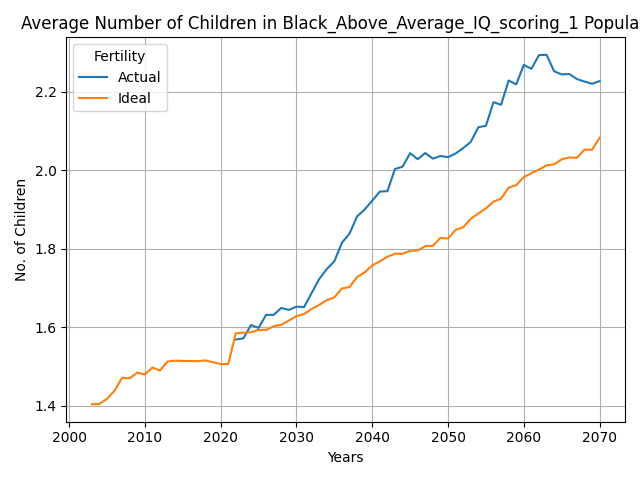 Average Number of Children in Black_Above_Average_IQ_scoring_1 Popula
Fertility
Actual
Ideal
2.2
2.0
1.8
1.6
1.4
No. of Children
2000 2010 2020 2030 2040 2050 2060 2070
Years